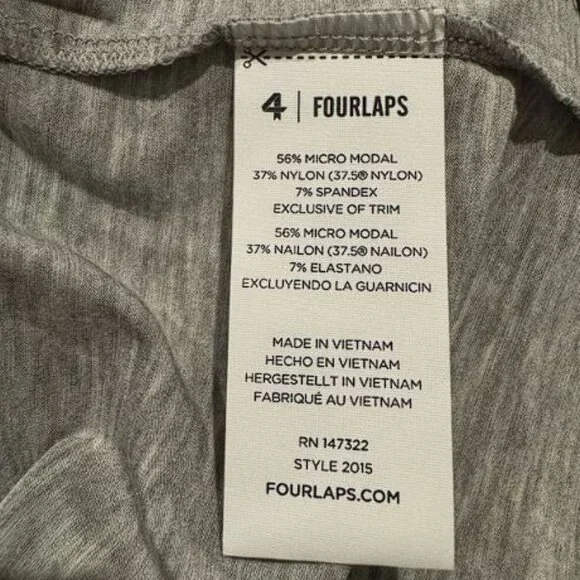 4 | FOURLAPS
56% MICRO MODAL
37% NYLON (37.5® NYLON)
7% SPANDEX
EXCLUSIVE OF TRIM
56% MICRO MODAL
37% NAILON (37.5® NAILON)
7% ELASTANO
EXCLUYENDO LA GUARNICIN
MADE IN VIETNAM
HECHO EN VIETNAM
HERGESTELLT IN VIETNAM
FABRIQUÉ AU VIETNAM
RN 147322
STYLE 2015
FOURLAPS.COM